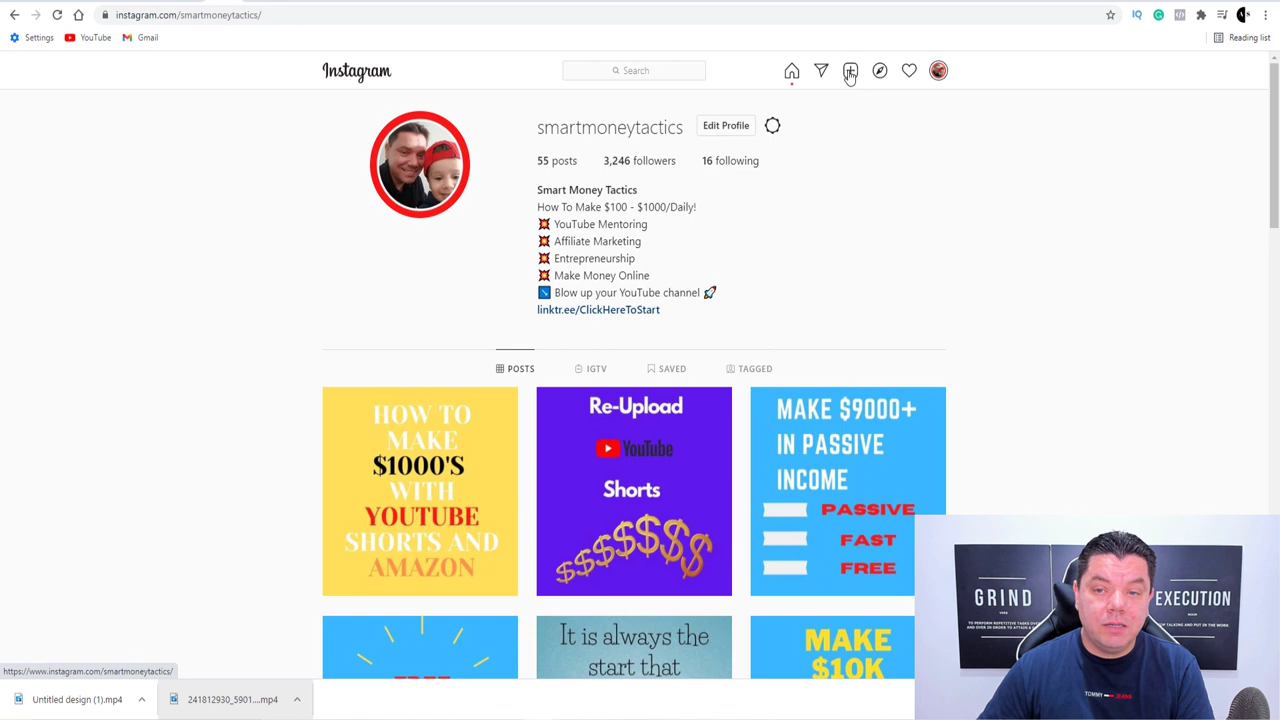 instagram.com/smartmoneytactics/
Settings
YouTube
Gmail
Reading list
Instagram
Search
smartmoneytactics
Edit Profile
55 posts
3,246 followers
16 following
Smart Money Tactics
How To Make $100 - $1000/Daily!
YouTube Mentoring
Affiliate Marketing
Entrepreneurship
Make Money Online
Blow up your YouTube channel
linktr.ee/ClickHereToStart
POSTS
IGTV
SAVED
TAGGED
HOW TO
MAKE
$1000'S
WITH
YOUTUBE
SHORTS AND
AMAZON
Re-Upload
YouTube
Shorts
$$$$$$$$
MAKE $9000+
IN PASSIVE
INCOME
PASSIVE
FAST
FREE
It is always the
start that
MAKE
$10K
GRIND
EXECUTION
TOMMY JEANS
https://www.instagram.com/smartmoneytactics/
Untitled design (1).mp4
241812930_5901....mp4